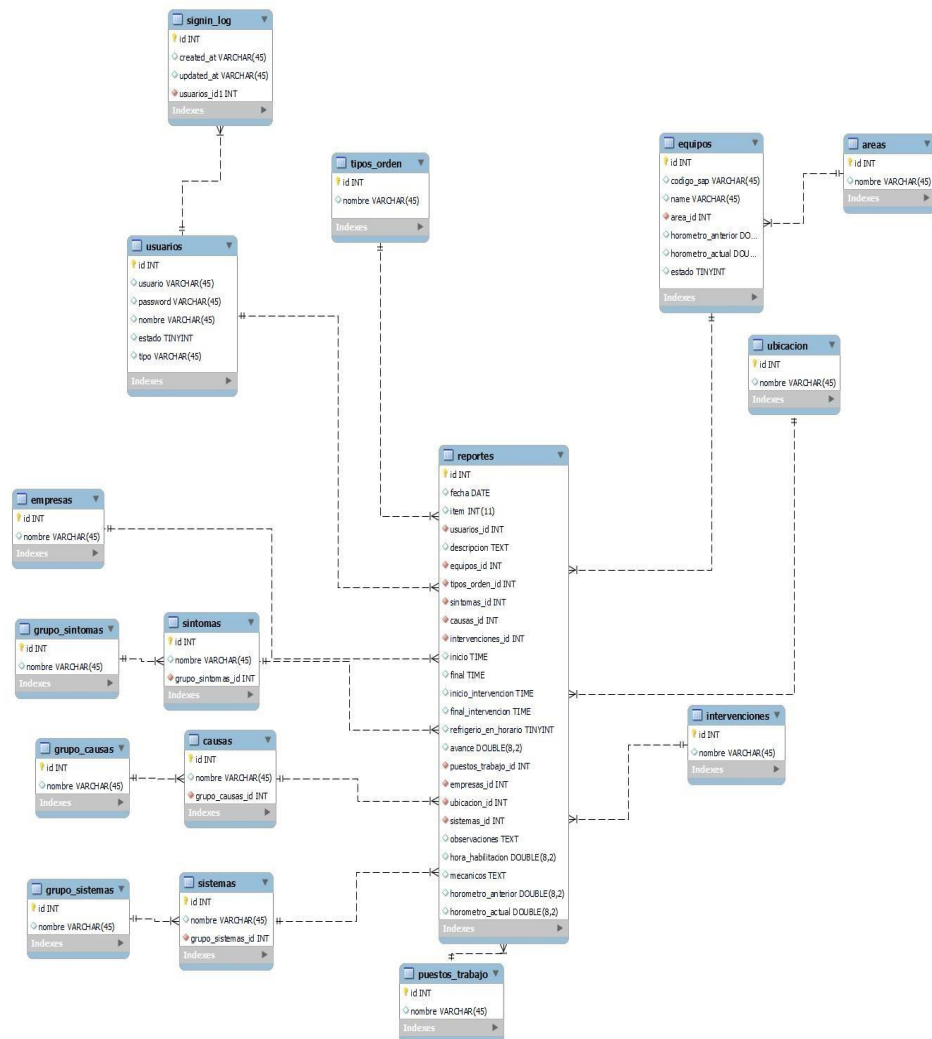 signin_log
id INT
created_at VARCHAR(45)
updated_at VARCHAR(45)
usuarios_id1 INT
Indexes
tipos_orden
id INT
nombre VARCHAR(45)
Indexes
equipos
id INT
codigo_sap VARCHAR(45)
name VARCHAR(45)
area_id INT
horometro_anterior DO...
horometro_actual DOU...
estado TINYINT
Indexes
areas
id INT
nombre VARCHAR(45)
Indexes
usuarios
id INT
usuario VARCHAR(45)
password VARCHAR(45)
nombre VARCHAR(45)
estado TINYINT
tipo VARCHAR(45)
Indexes
ubicacion
id INT
nombre VARCHAR(45)
Indexes
reportes
id INT
fecha DATE
item INT(11)
usuarios_id INT
descripcion TEXT
equipos_id INT
tipos_orden_id INT
sintomas_id INT
causas_id INT
intervenciones_id INT
inicio TIME
final TIME
inicio_intervencion TIME
final_intervencion TIME
refrigerio_en_horario TINYINT
avance DOUBLE(8,2)
puestos_trabajo_id INT
empresas_id INT
ubicacion_id INT
sistemas_id INT
observaciones TEXT
hora_habilitacion DOUBLE(8,2)
mecanicos TEXT
horometro_anterior DOUBLE(8,2)
horometro_actual DOUBLE(8,2)
Indexes
empresas
id INT
nombre VARCHAR(45)
Indexes
grupo_sintomas
id INT
nombre VARCHAR(45)
Indexes
sintomas
id INT
nombre VARCHAR(45)
grupo_sintomas_id INT
Indexes
intervenciones
id INT
nombre VARCHAR(45)
Indexes
grupo_causas
id INT
nombre VARCHAR(45)
Indexes
causas
id INT
nombre VARCHAR(45)
grupo_causas_id INT
Indexes
grupo_sistemas
id INT
nombre VARCHAR(45)
Indexes
sistemas
id INT
nombre VARCHAR(45)
grupo_sistemas_id INT
Indexes
puestos_trabajo
id INT
nombre VARCHAR(45)
Indexes